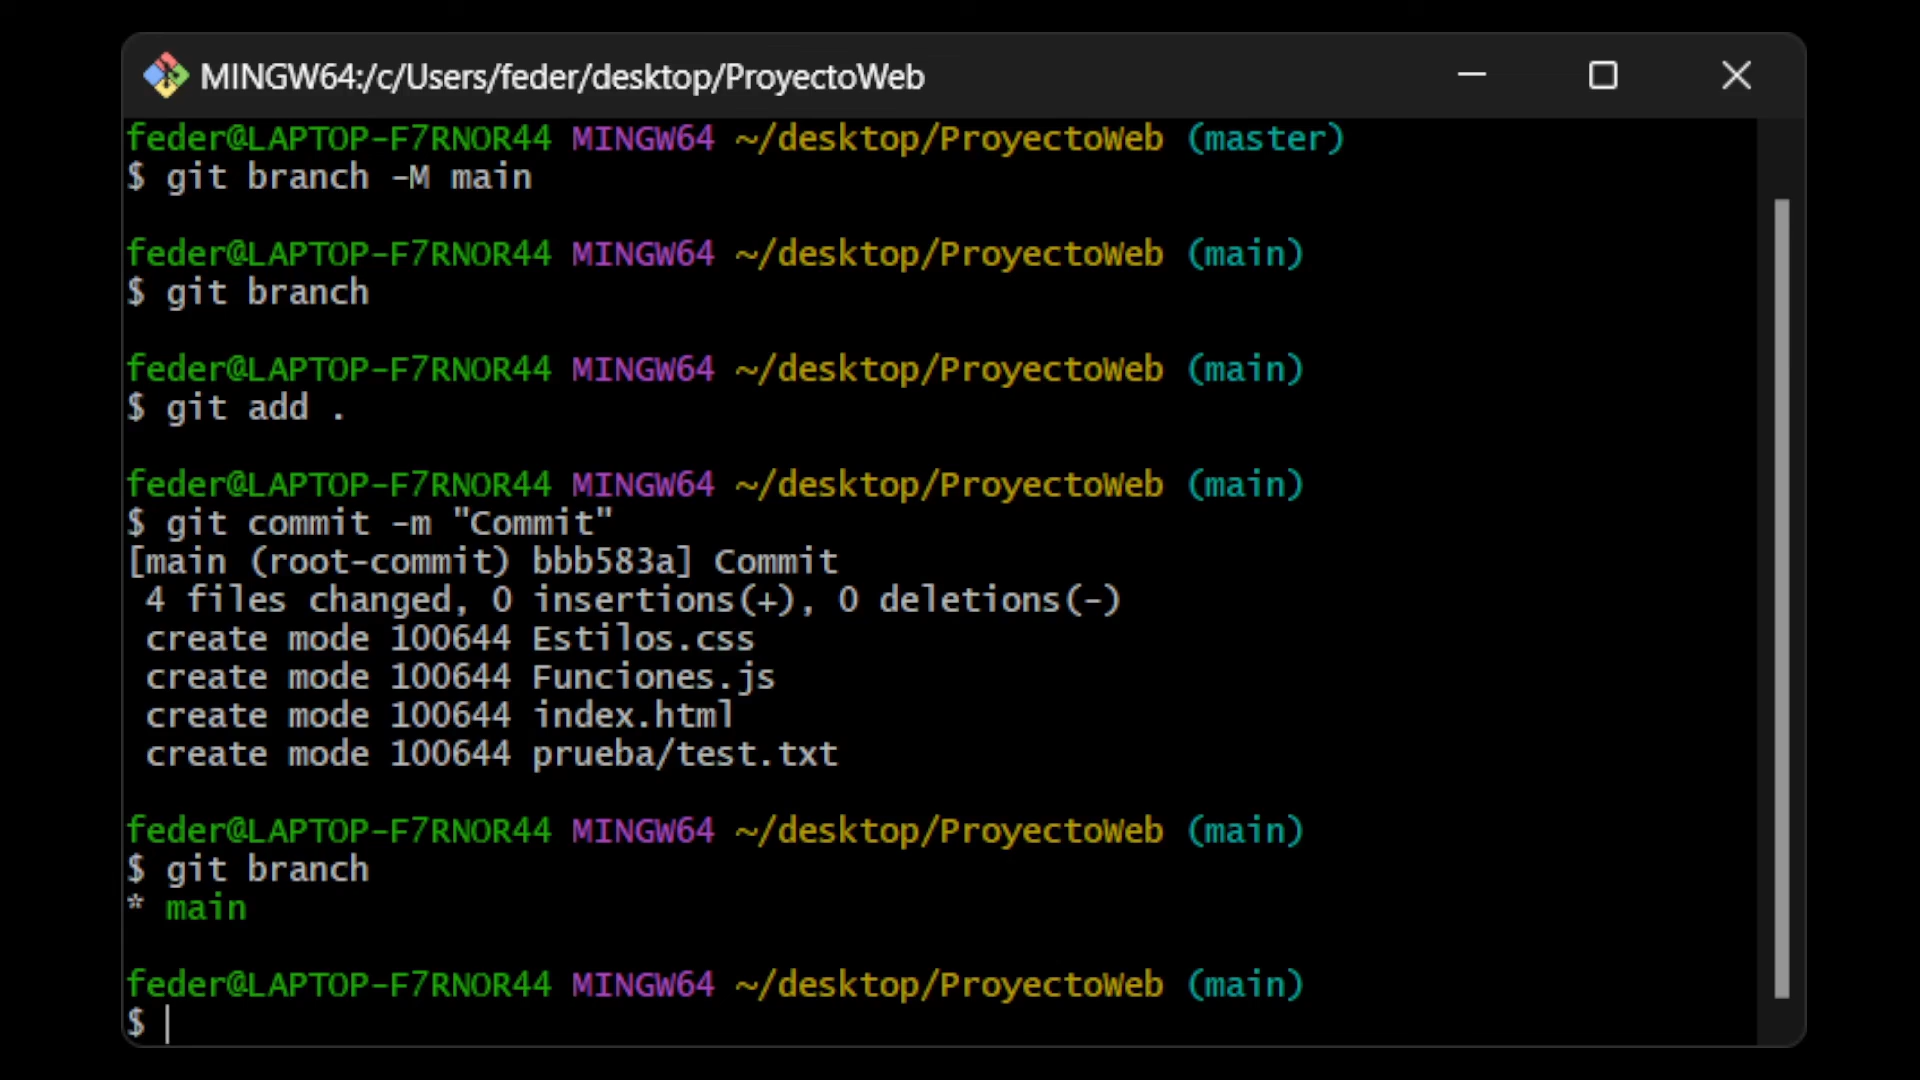 MINGW64:/c/Users/feder/desktop/ProyectoWeb
feder@LAPTOP-F7RNOR44 MINGW64 ~/desktop/ProyectoWeb (master)
$ git branch -M main
feder@LAPTOP-F7RNOR44 MINGW64 ~/desktop/ProyectoWeb (main)
$ git branch
feder@LAPTOP-F7RNOR44 MINGW64 ~/desktop/ProyectoWeb (main)
$ git add .
feder@LAPTOP-F7RNOR44 MINGW64 ~/desktop/ProyectoWeb (main)
$ git commit -m "Commit"
[main (root-commit) bbb583a] Commit
 4 files changed, 0 insertions(+), 0 deletions(-)
 create mode 100644 Estilos.css
 create mode 100644 Funciones.js
 create mode 100644 index.html
 create mode 100644 prueba/test.txt
feder@LAPTOP-F7RNOR44 MINGW64 ~/desktop/ProyectoWeb (main)
$ git branch
* main
feder@LAPTOP-F7RNOR44 MINGW64 ~/desktop/ProyectoWeb (main)
$